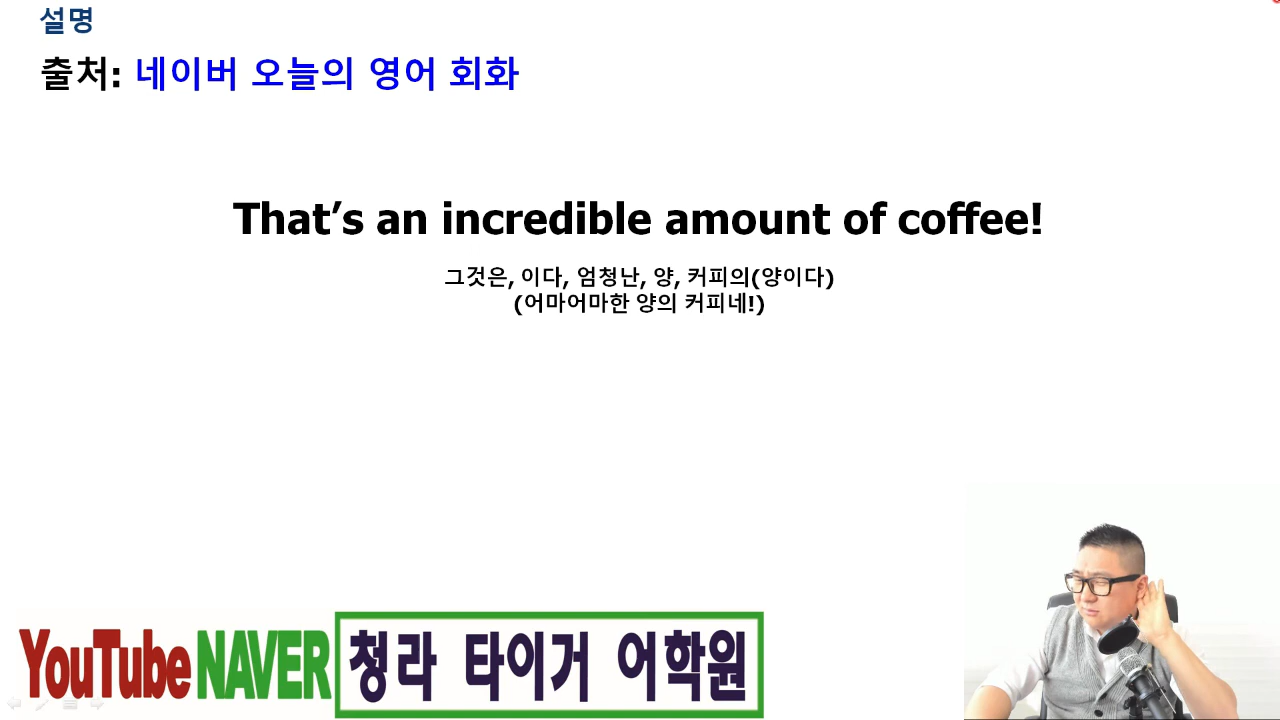 설명
출처: 네이버 오늘의 영어 회화
That’s an incredible amount of coffee!
그것은, 이다, 엄청난, 양, 커피의(양이다)
(어마어마한 양의 커피네!)
YouTube NAVER 청라 타이거 어학원